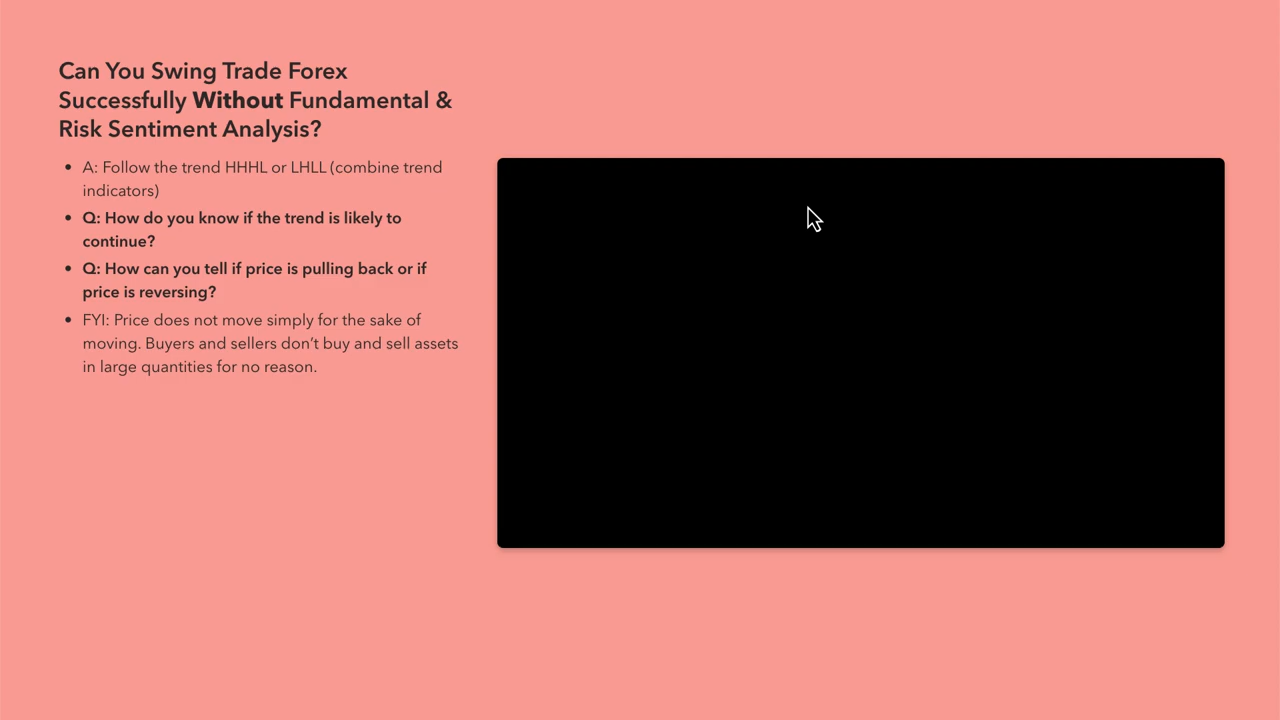 Can You Swing Trade Forex
Successfully Without Fundamental &
Risk Sentiment Analysis?
• A: Follow the trend HHHL or LHLL (combine trend
indicators)
• Q: How do you know if the trend is likely to
continue?
• Q: How can you tell if price is pulling back or if
price is reversing?
• FYI: Price does not move simply for the sake of
moving. Buyers and sellers don’t buy and sell assets
in large quantities for no reason.